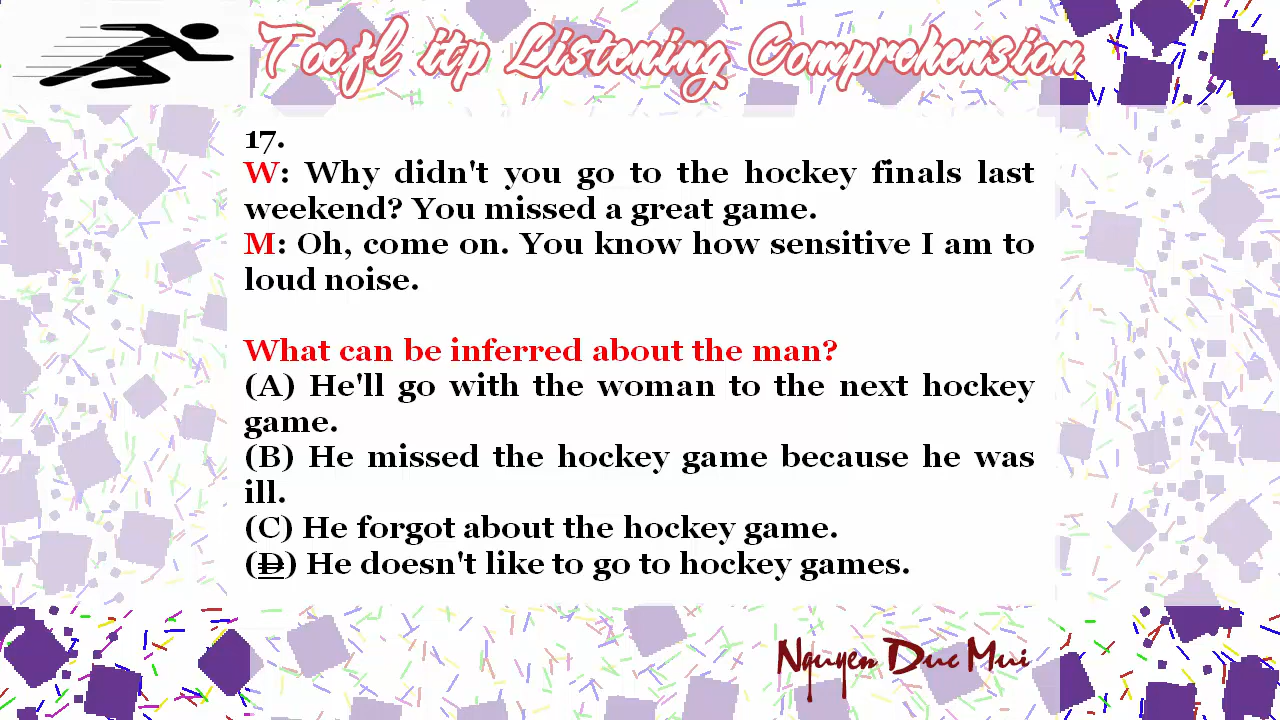 Toefl itp Listening Comprehension
17.
W: Why didn't you go to the hockey finals last
weekend? You missed a great game.
M: Oh, come on. You know how sensitive I am to
loud noise.
What can be inferred about the man?
(A) He'll go with the woman to the next hockey
game.
(B) He missed the hockey game because he was
ill.
(C) He forgot about the hockey game.
(D) He doesn't like to go to hockey games.
Nguyen Duc Mui